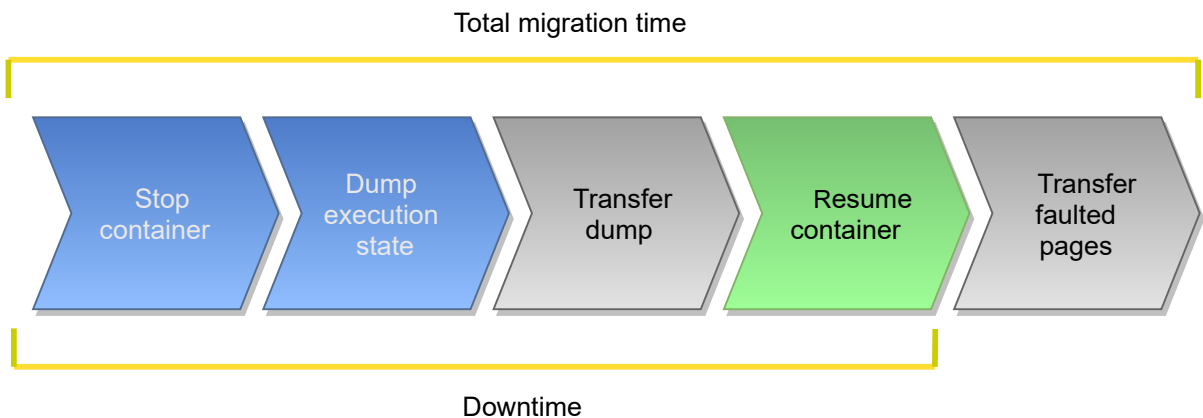 Total migration time
Stop
container
Dump
execution
state
Transfer
dump
Resume
container
Transfer
faulted
pages
Downtime